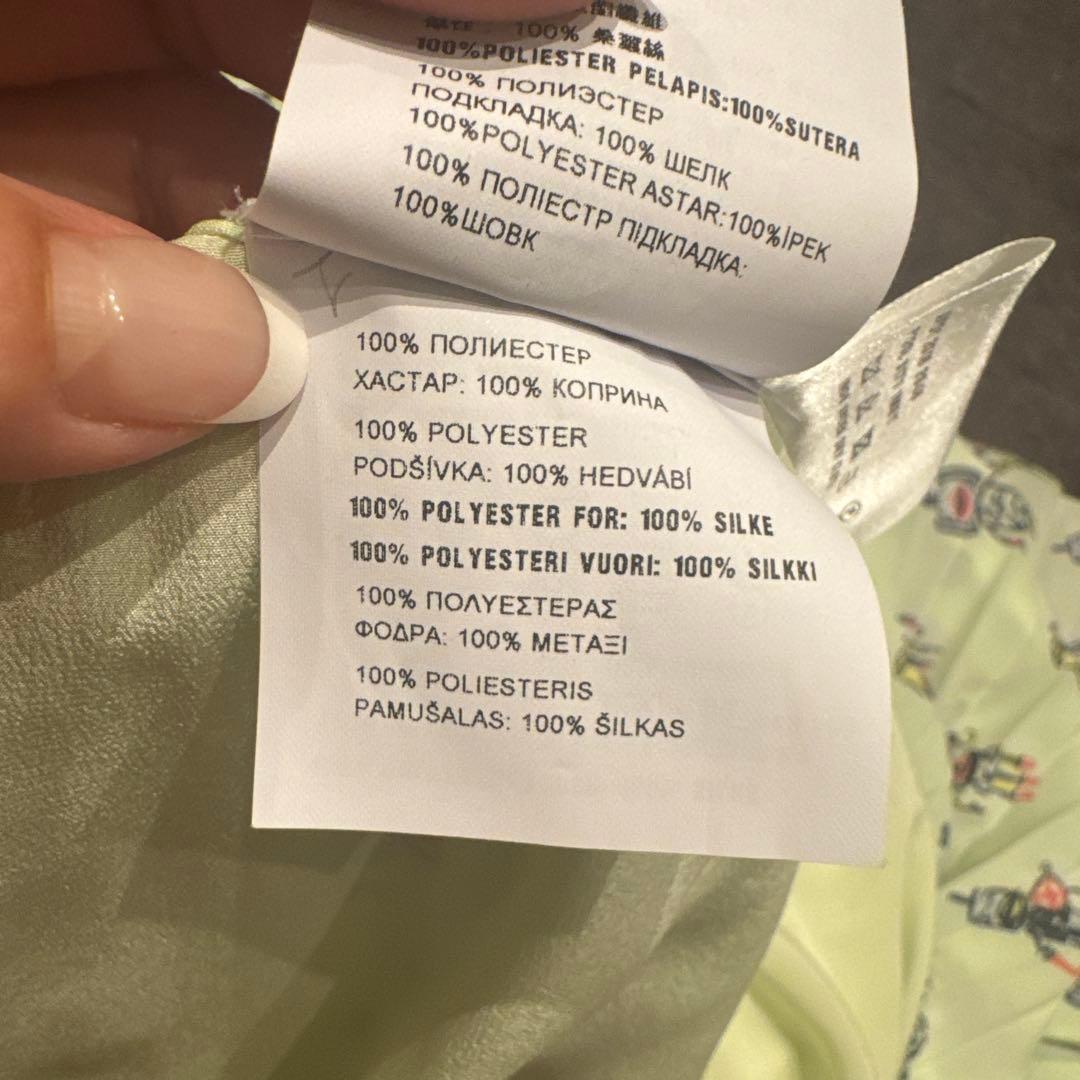 100% 桑蠶絲
100%POLIESTER PELAPIS:100%SUTERA
100% ПОЛИЭСТЕР
ПОДКЛАДКА: 100% ШЕЛК
100%POLYESTER ASTAR:100%İPEK
100% ПОЛІЕСТР ПІДКЛАДКА:
100%ШОВК
100% ПОЛИЕСТЕР
ХАСТАР: 100% КОПРИНА
100% POLYESTER
PODŠÍVKA: 100% HEDVÁBÍ
100% POLYESTER FOR: 100% SILKE
100% POLYESTERI VUORI: 100% SILKKI
100% ΠΟΛΥΕΣΤΕΡΑΣ
ΦΟΔΡΑ: 100% ΜΕΤΑΞΙ
100% POLIESTERIS
PAMUŠALAS: 100% ŠILKAS